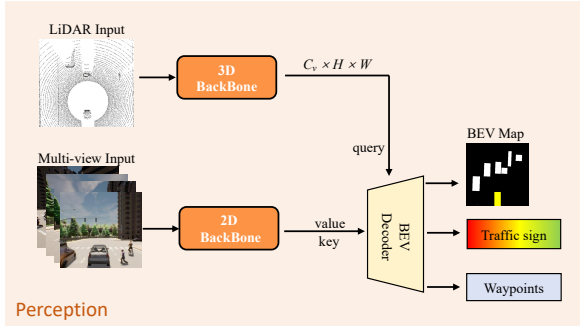 LiDAR Input
3D
BackBone
C_v × H × W
query
BEV Map
Multi-view Input
2D
BackBone
value
key
BEV
Decoder
Traffic sign
Waypoints
Perception